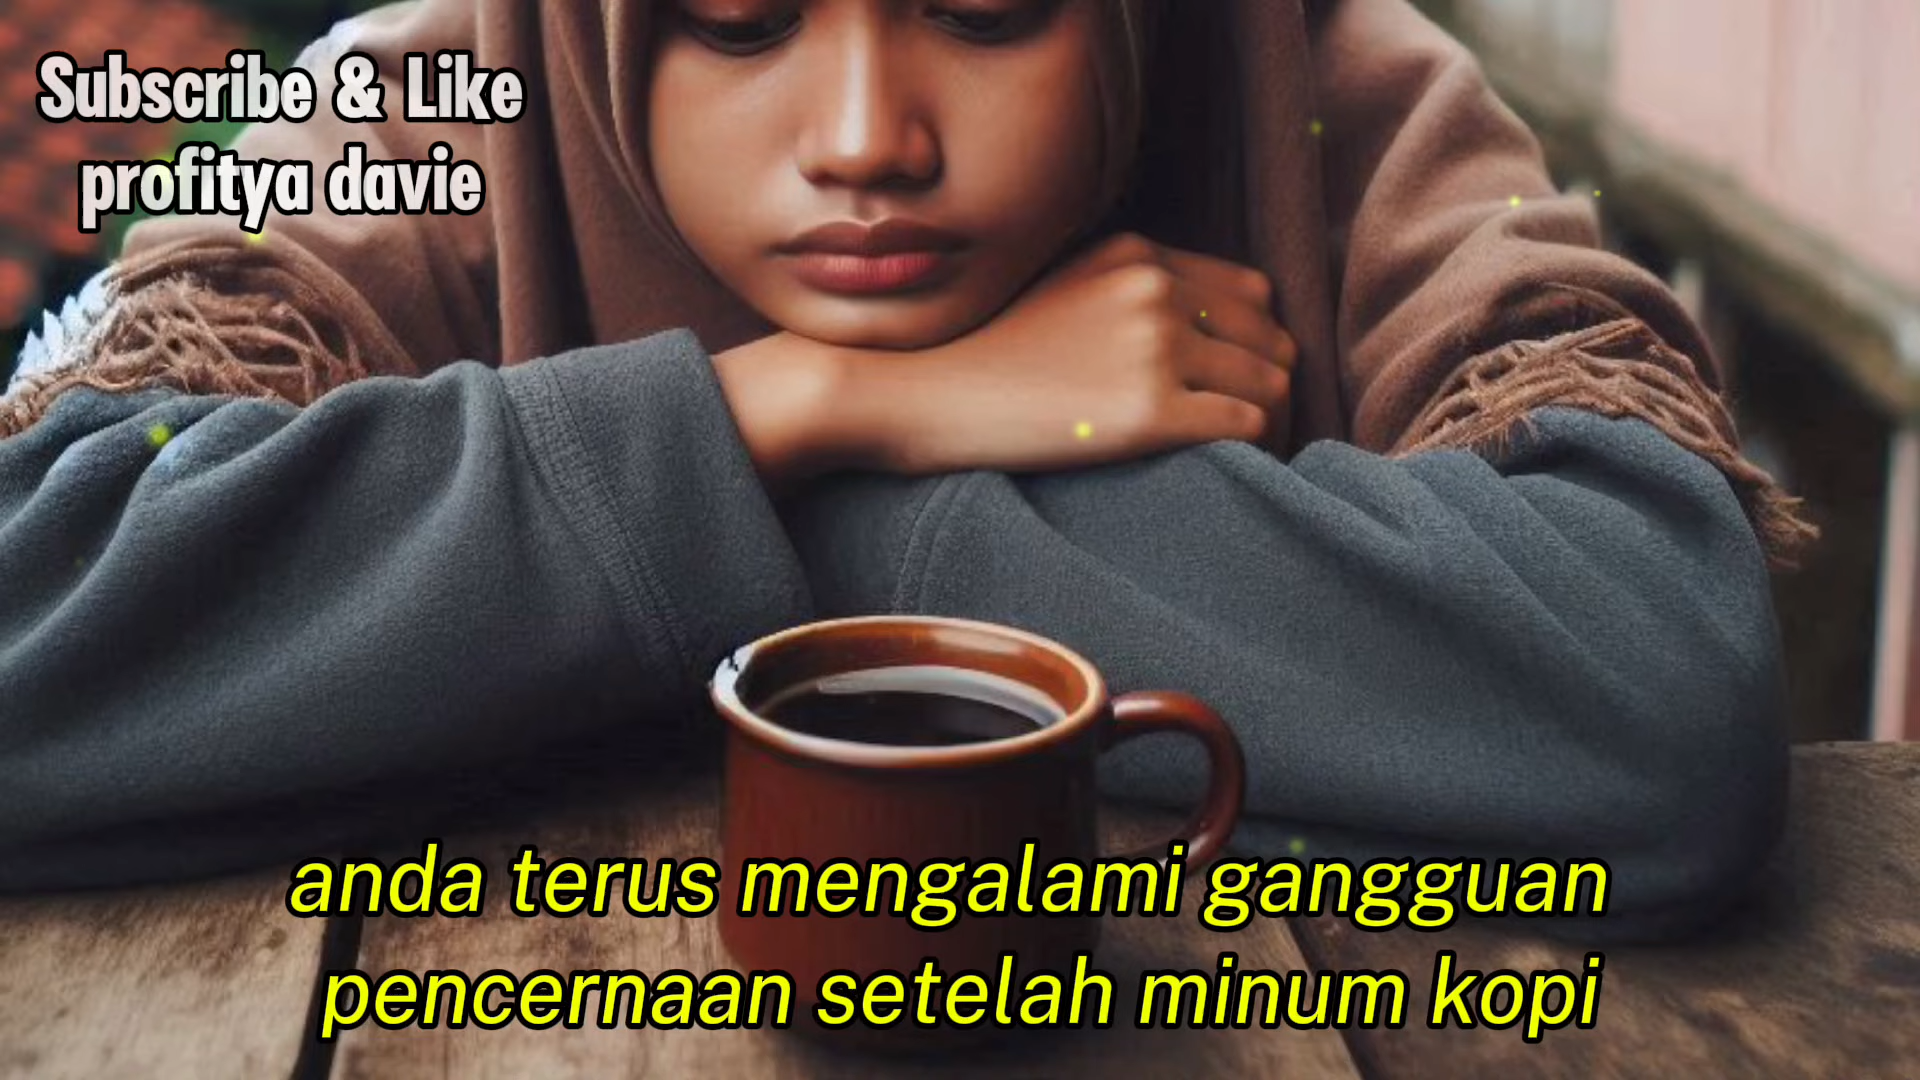 Subscribe & Like
profitya davie
anda terus mengalami gangguan
pencernaan setelah minum kopi